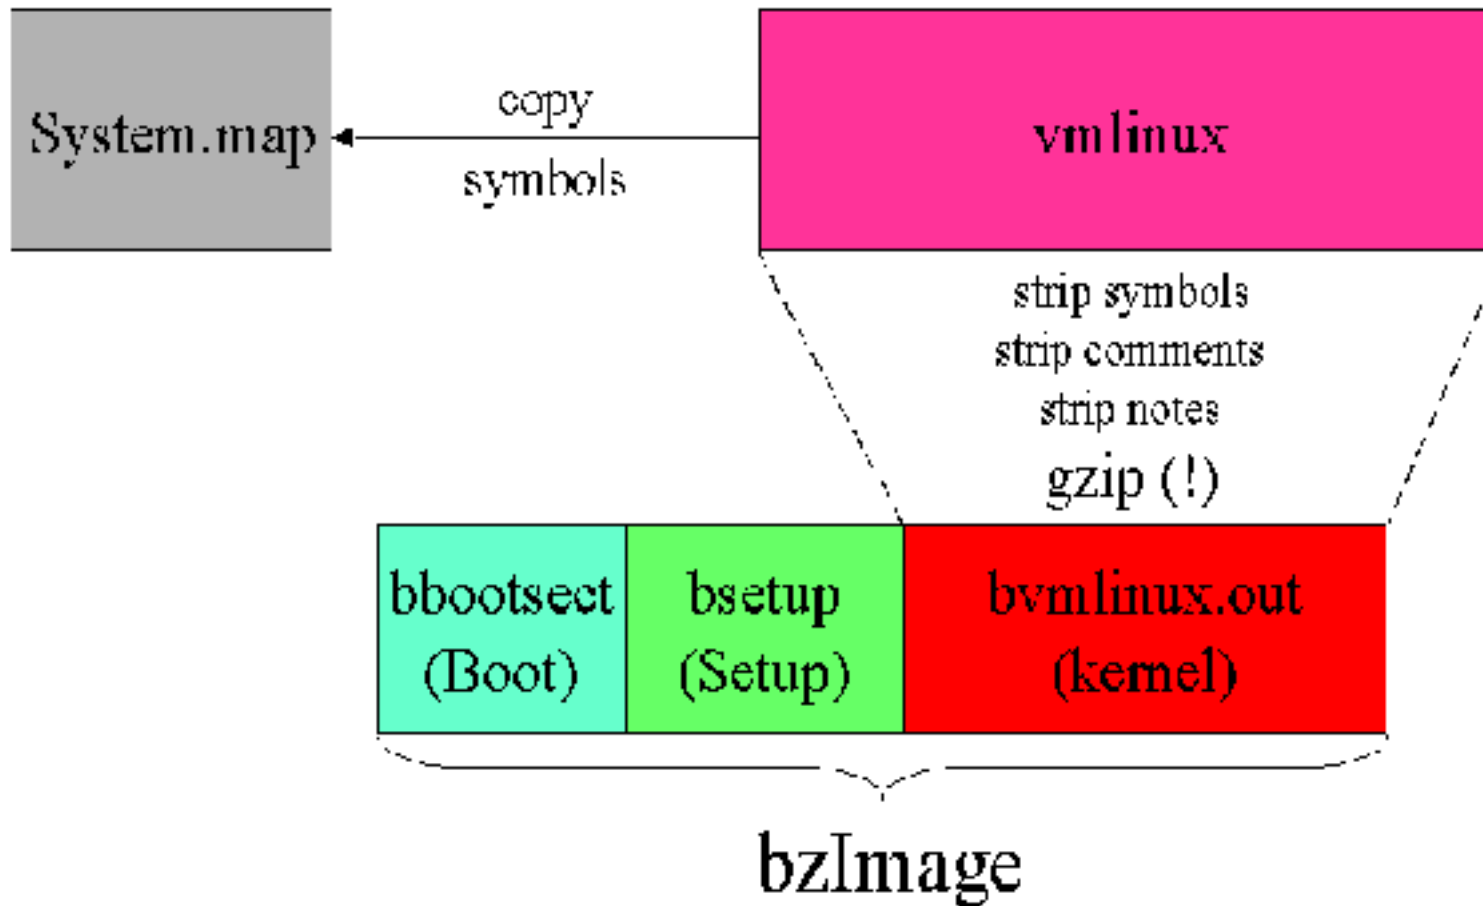 System.map
copy
symbols
vmlinux
strip symbols
strip comments
strip notes
gzip (!)
bbootsect
(Boot)
bsetup
(Setup)
bvmlinux.out
(kernel)
bzImage